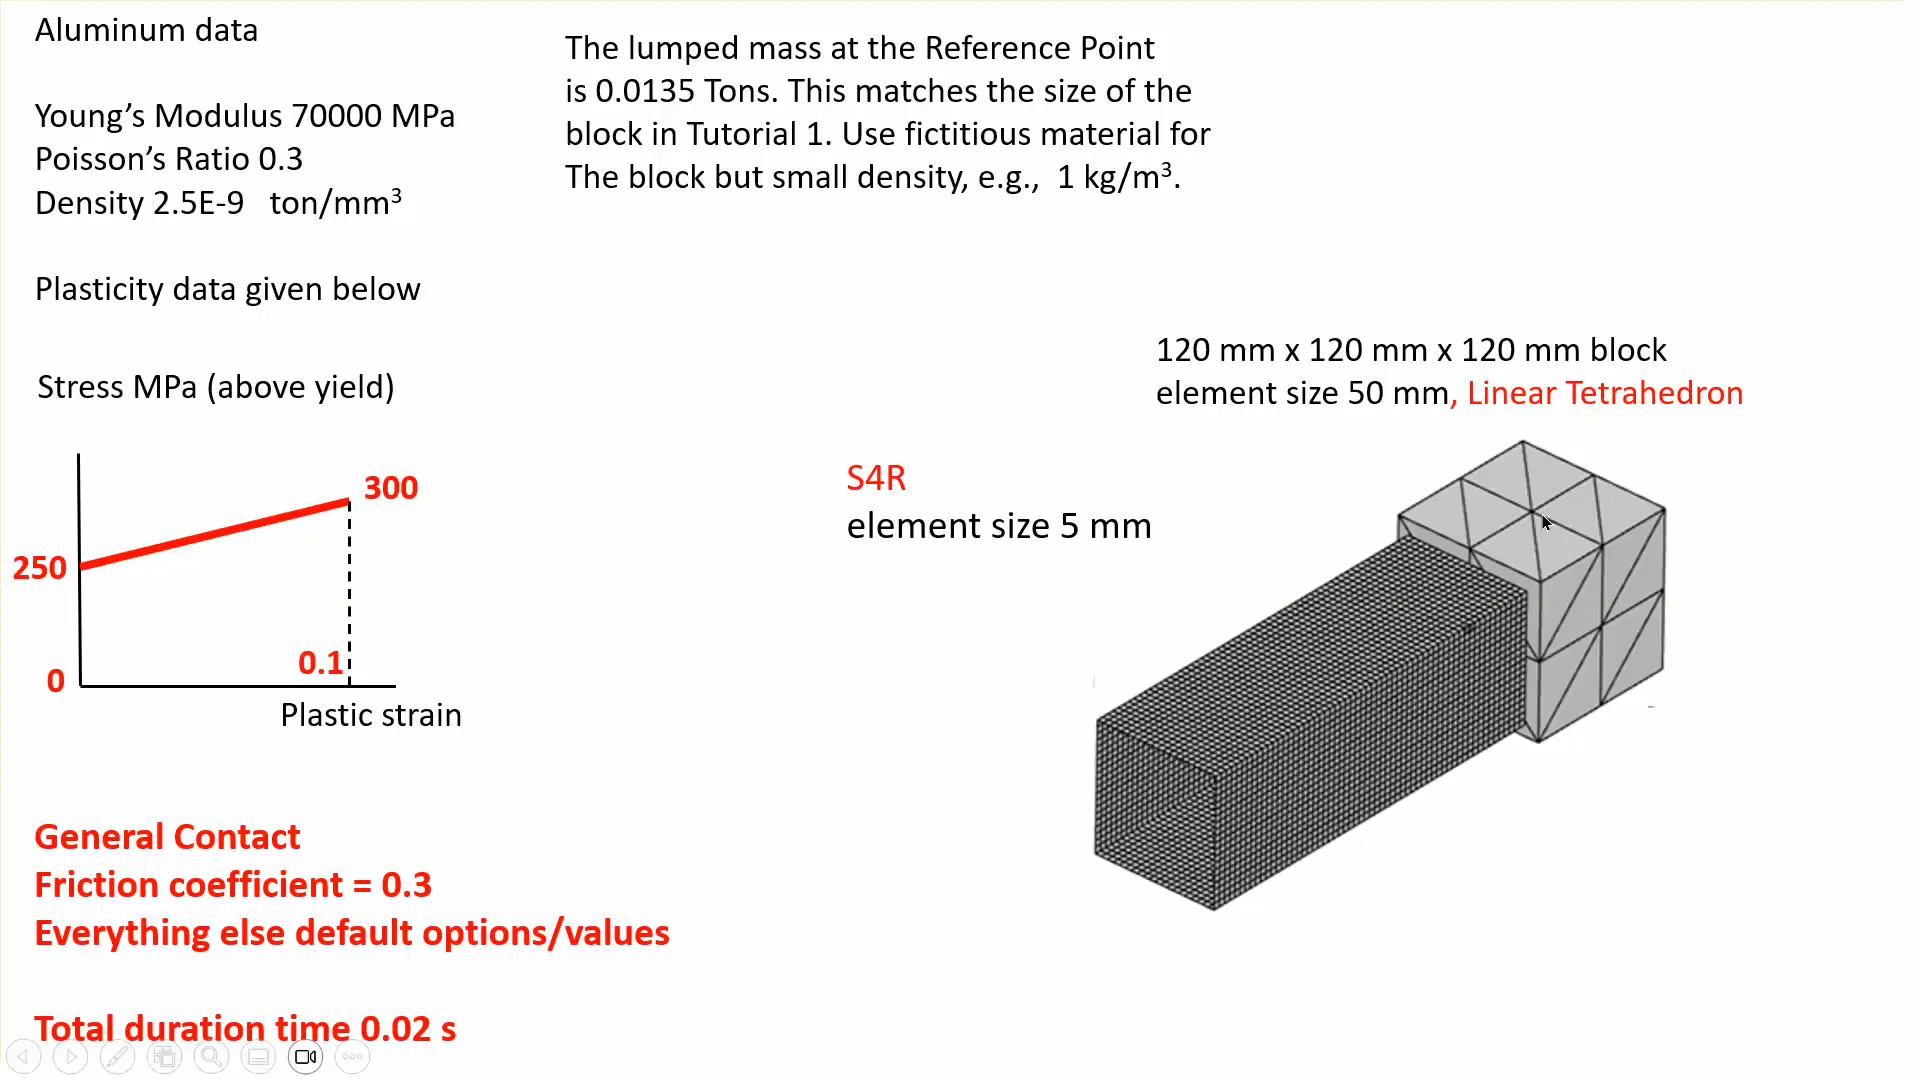 Aluminum data
Young’s Modulus 70000 MPa
Poisson’s Ratio 0.3
Density 2.5E-9 ton/mm³
Plasticity data given below
The lumped mass at the Reference Point
is 0.0135 Tons. This matches the size of the
block in Tutorial 1. Use fictitious material for
The block but small density, e.g., 1 kg/m³.
120 mm x 120 mm x 120 mm block
element size 50 mm, Linear Tetrahedron
Stress MPa (above yield)
300
250
0.1
0
Plastic strain
S4R
element size 5 mm
General Contact
Friction coefficient = 0.3
Everything else default options/values
Total duration time 0.02 s